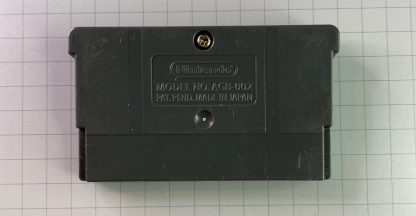 Nintendo
MODEL NO. AGB-002
PAT. PEND. MADE IN JAPAN